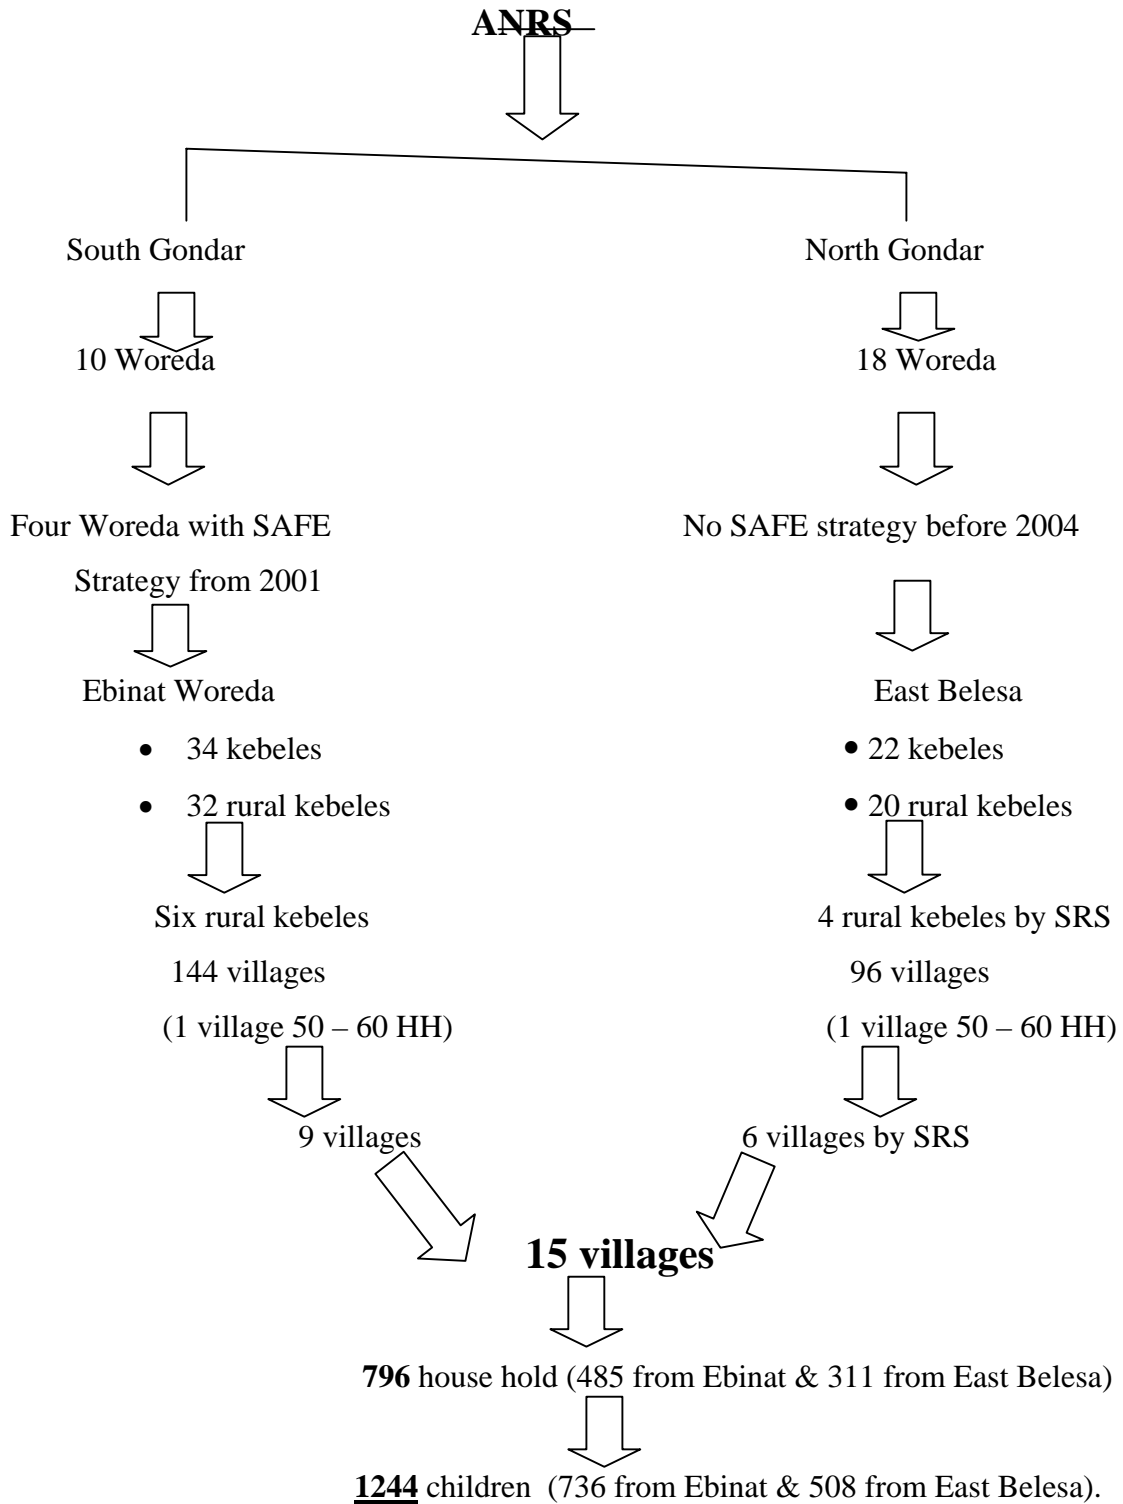 ANRS
South Gondar
North Gondar
10 Woreda
18 Woreda
Four Woreda with SAFE
Strategy from 2001
No SAFE strategy before 2004
Ebinat Woreda
East Belesa
• 34 kebeles
• 22 kebeles
• 32 rural kebeles
• 20 rural kebeles
Six rural kebeles
4 rural kebeles by SRS
144 villages
96 villages
(1 village 50 – 60 HH)
(1 village 50 – 60 HH)
9 villages
6 villages by SRS
15 villages
796 house hold (485 from Ebinat & 311 from East Belesa)
1244 children (736 from Ebinat & 508 from East Belesa).